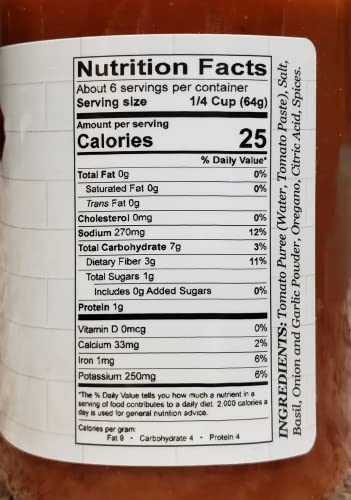 Nutrition Facts
About 6 servings per container
Serving size 1/4 Cup (64g)
Amount per serving
Calories 25
% Daily Value*
Total Fat 0g 0%
Saturated Fat 0g 0%
Trans Fat 0g
Cholesterol 0mg 0%
Sodium 270mg 12%
Total Carbohydrate 7g 3%
Dietary Fiber 3g 11%
Total Sugars 1g
Includes 0g Added Sugars 0%
Protein 1g
Vitamin D 0mcg 0%
Calcium 33mg 2%
Iron 1mg 6%
Potassium 250mg 6%
*The % Daily Value tells you how much a nutrient in a
serving of food contributes to a daily diet. 2,000 calories a
day is used for general nutrition advice.
Calories per gram:
Fat 9 • Carbohydrate 4 • Protein 4
INGREDIENTS: Tomato Puree (Water, Tomato Paste), Salt,
Basil, Onion and Garlic Powder, Oregano, Citric Acid, Spices.